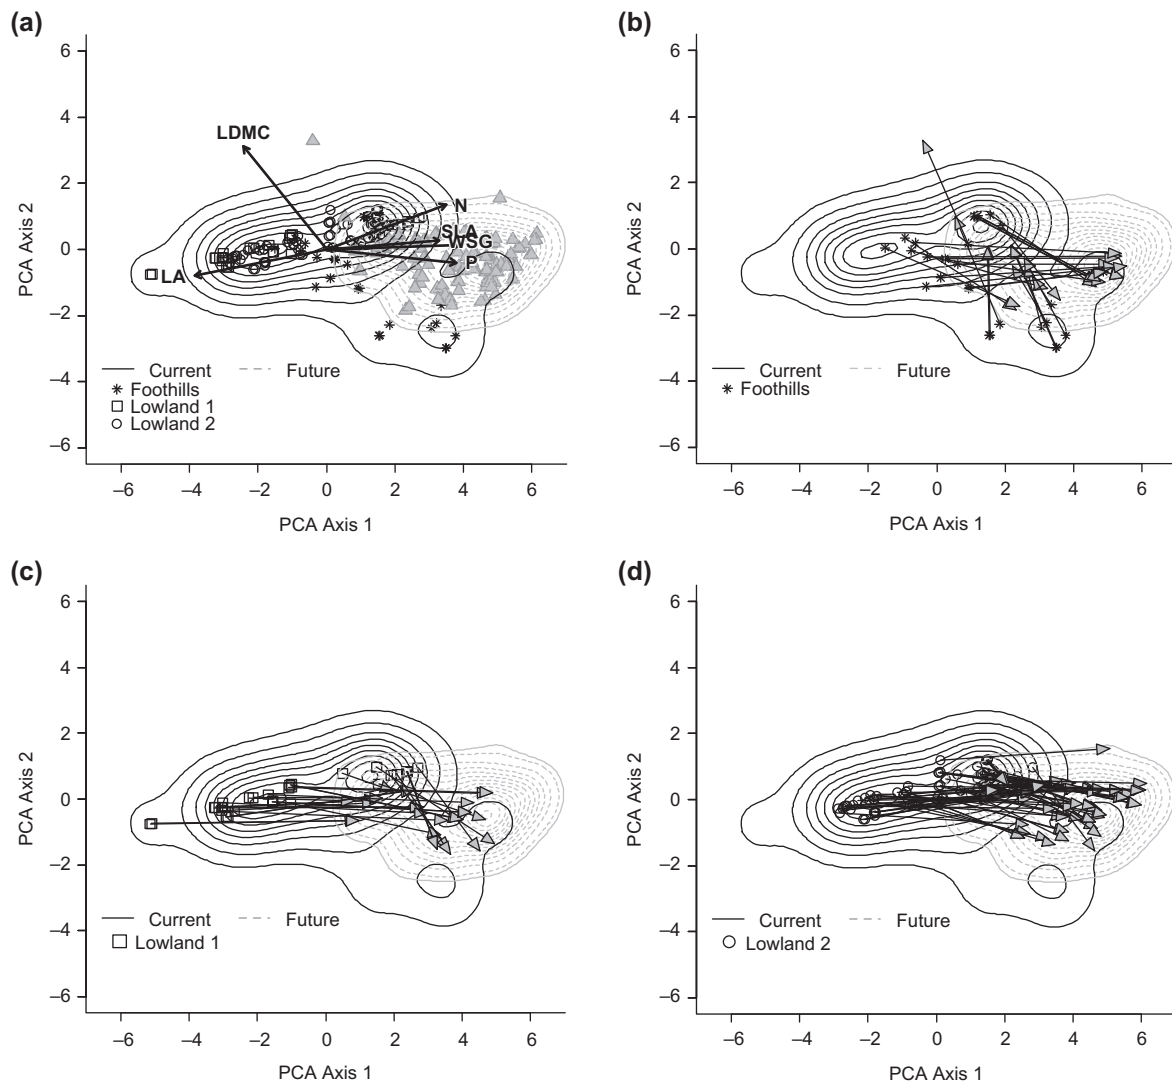 (a)
6
4
2
0
–2
–4
–6
PCA Axis 2
LDMC
N
SLA
WSG
P
LA
Current
Future
Foothills
Lowland 1
Lowland 2
–6 –4 –2 0 2 4 6
PCA Axis 1
(b)
6
4
2
0
–2
–4
–6
PCA Axis 2
Current
Future
Foothills
–6 –4 –2 0 2 4 6
PCA Axis 1
(c)
6
4
2
0
–2
–4
–6
PCA Axis 2
Current
Future
Lowland 1
–6 –4 –2 0 2 4 6
PCA Axis 1
(d)
6
4
2
0
–2
–4
–6
PCA Axis 2
Current
Future
Lowland 2
–6 –4 –2 0 2 4 6
PCA Axis 1